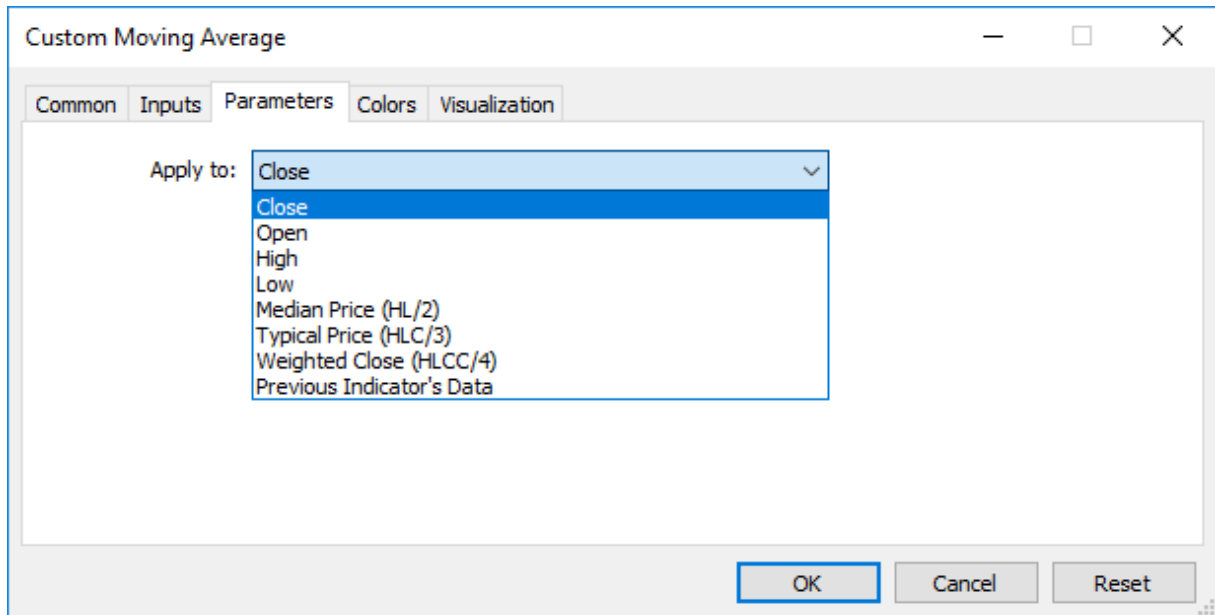 Custom Moving Average
Common Inputs Parameters Colors Visualization
Apply to: Close
Close
Open
High
Low
Median Price (HL/2)
Typical Price (HLC/3)
Weighted Close (HLCC/4)
Previous Indicator's Data
OK Cancel Reset